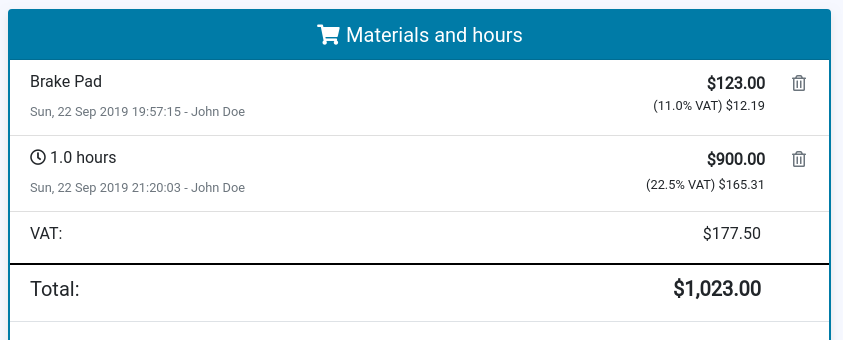 Materials and hours
Brake Pad
$123.00
Sun, 22 Sep 2019 19:57:15 - John Doe
(11.0% VAT) $12.19
1.0 hours
$900.00
Sun, 22 Sep 2019 21:20:03 - John Doe
(22.5% VAT) $165.31
VAT:
$177.50
Total:
$1,023.00